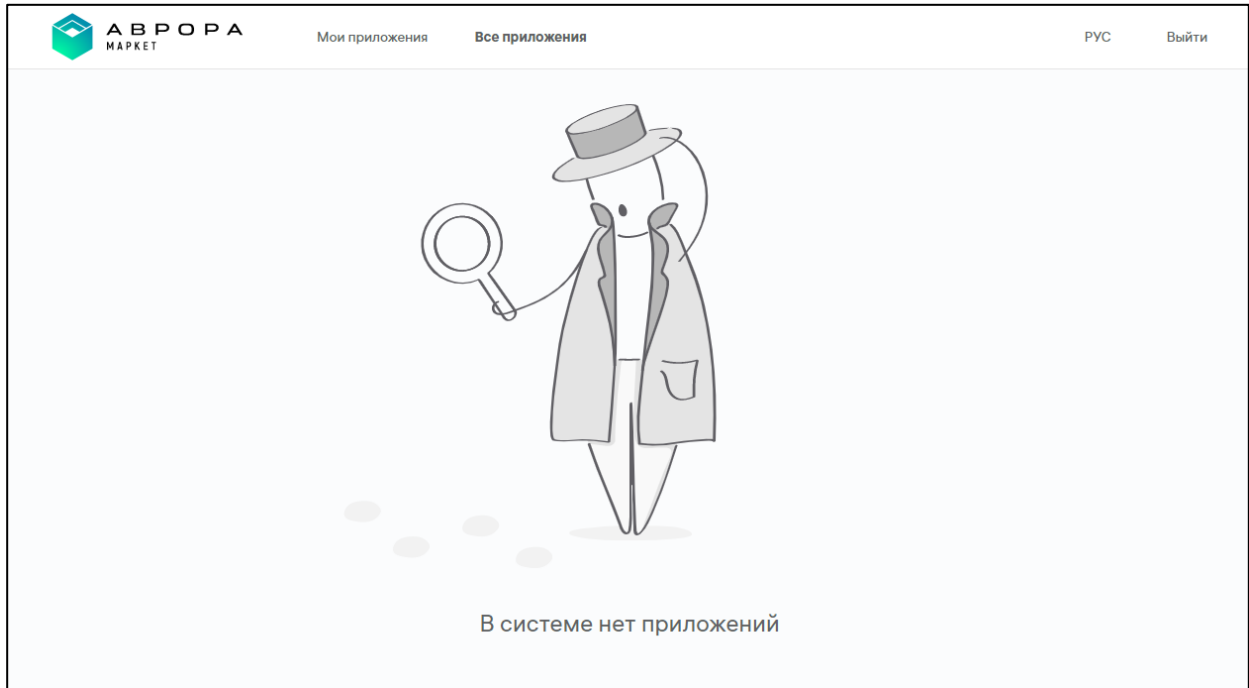 АВРОРА
МАРКЕТ
Мои приложения
Все приложения
РУС
Выйти
В системе нет приложений